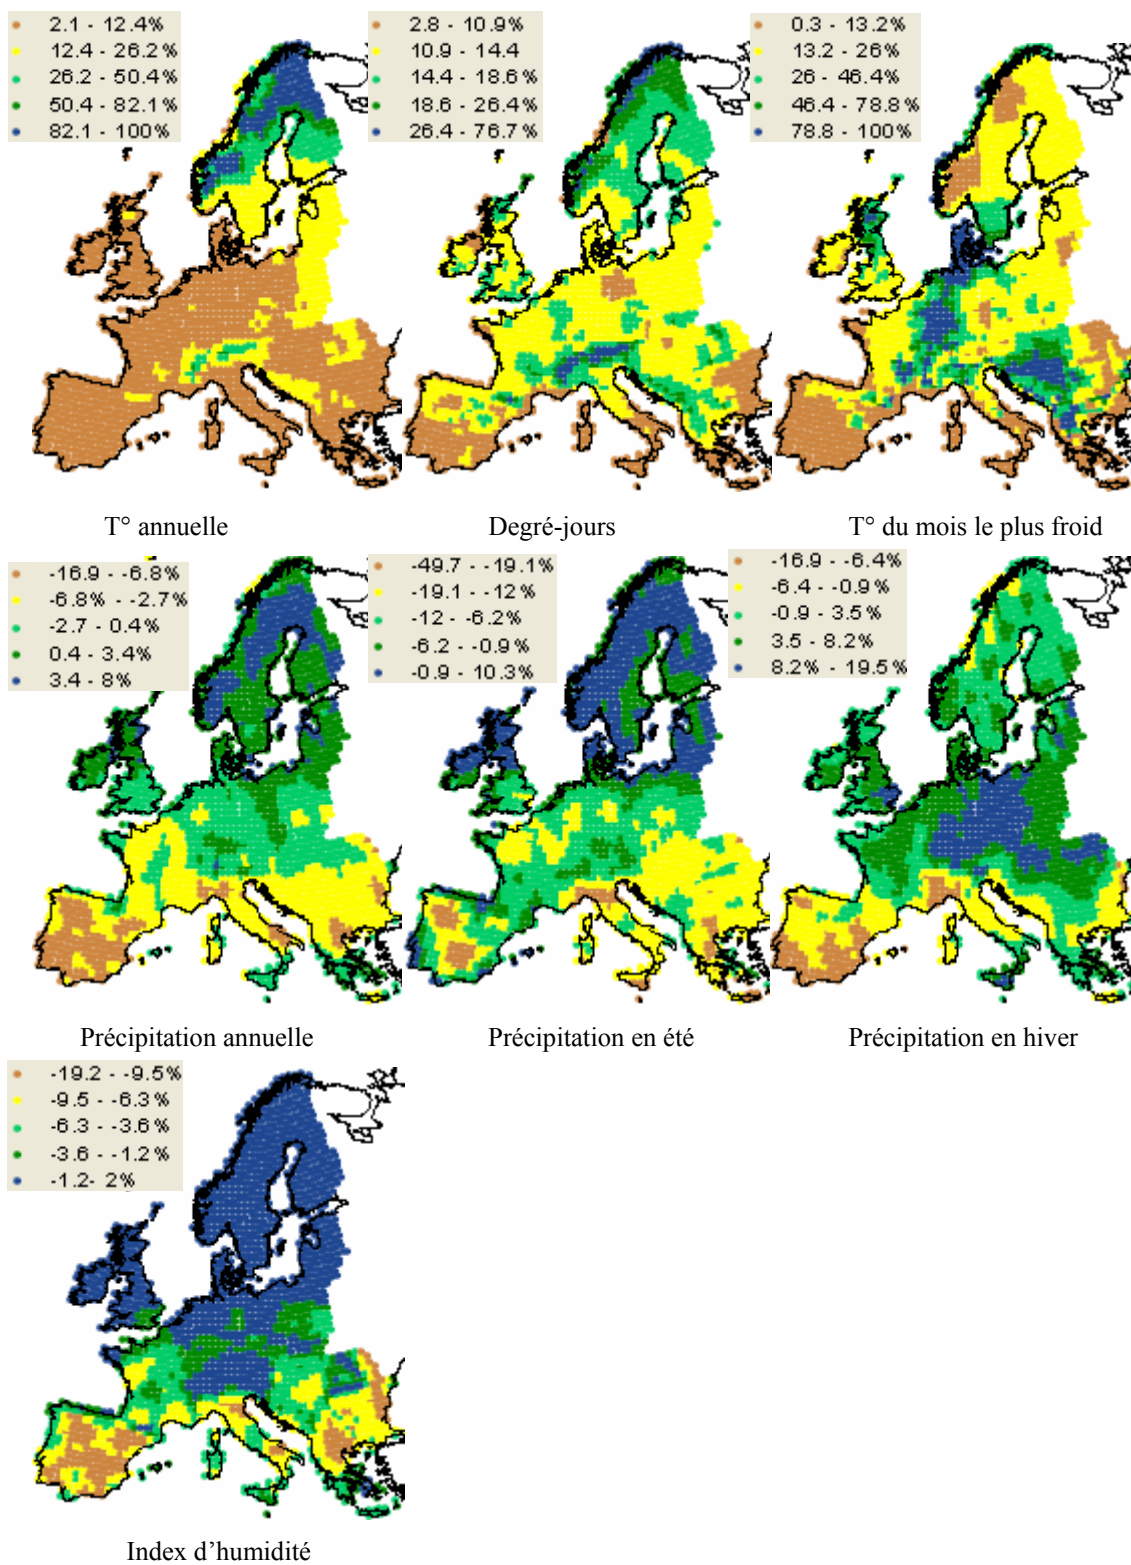 2.1 - 12.4%
12.4 - 26.2%
26.2 - 50.4%
50.4 - 82.1%
82.1 - 100%
2.8 - 10.9%
10.9 - 14.4
14.4 - 18.6%
18.6 - 26.4%
26.4 - 76.7%
0.3 - 13.2%
13.2 - 26%
26 - 46.4%
46.4 - 78.8%
78.8 - 100%
T° annuelle
Degré-jours
T° du mois le plus froid
-16.9 - -6.8%
-6.8% - -2.7%
-2.7 - 0.4%
0.4 - 3.4%
3.4 - 8%
-49.7 - -19.1%
-19.1 - -12%
-12 - -6.2%
-6.2 - -0.9%
-0.9 - 10.3%
-16.9 - -6.4%
-6.4 - -0.9%
-0.9 - 3.5%
3.5 - 8.2%
8.2% - 19.5%
Précipitation annuelle
Précipitation en été
Précipitation en hiver
-19.2 - -9.5%
-9.5 - -6.3%
-6.3 - -3.6%
-3.6 - -1.2%
-1.2- 2%
Index d’humidité